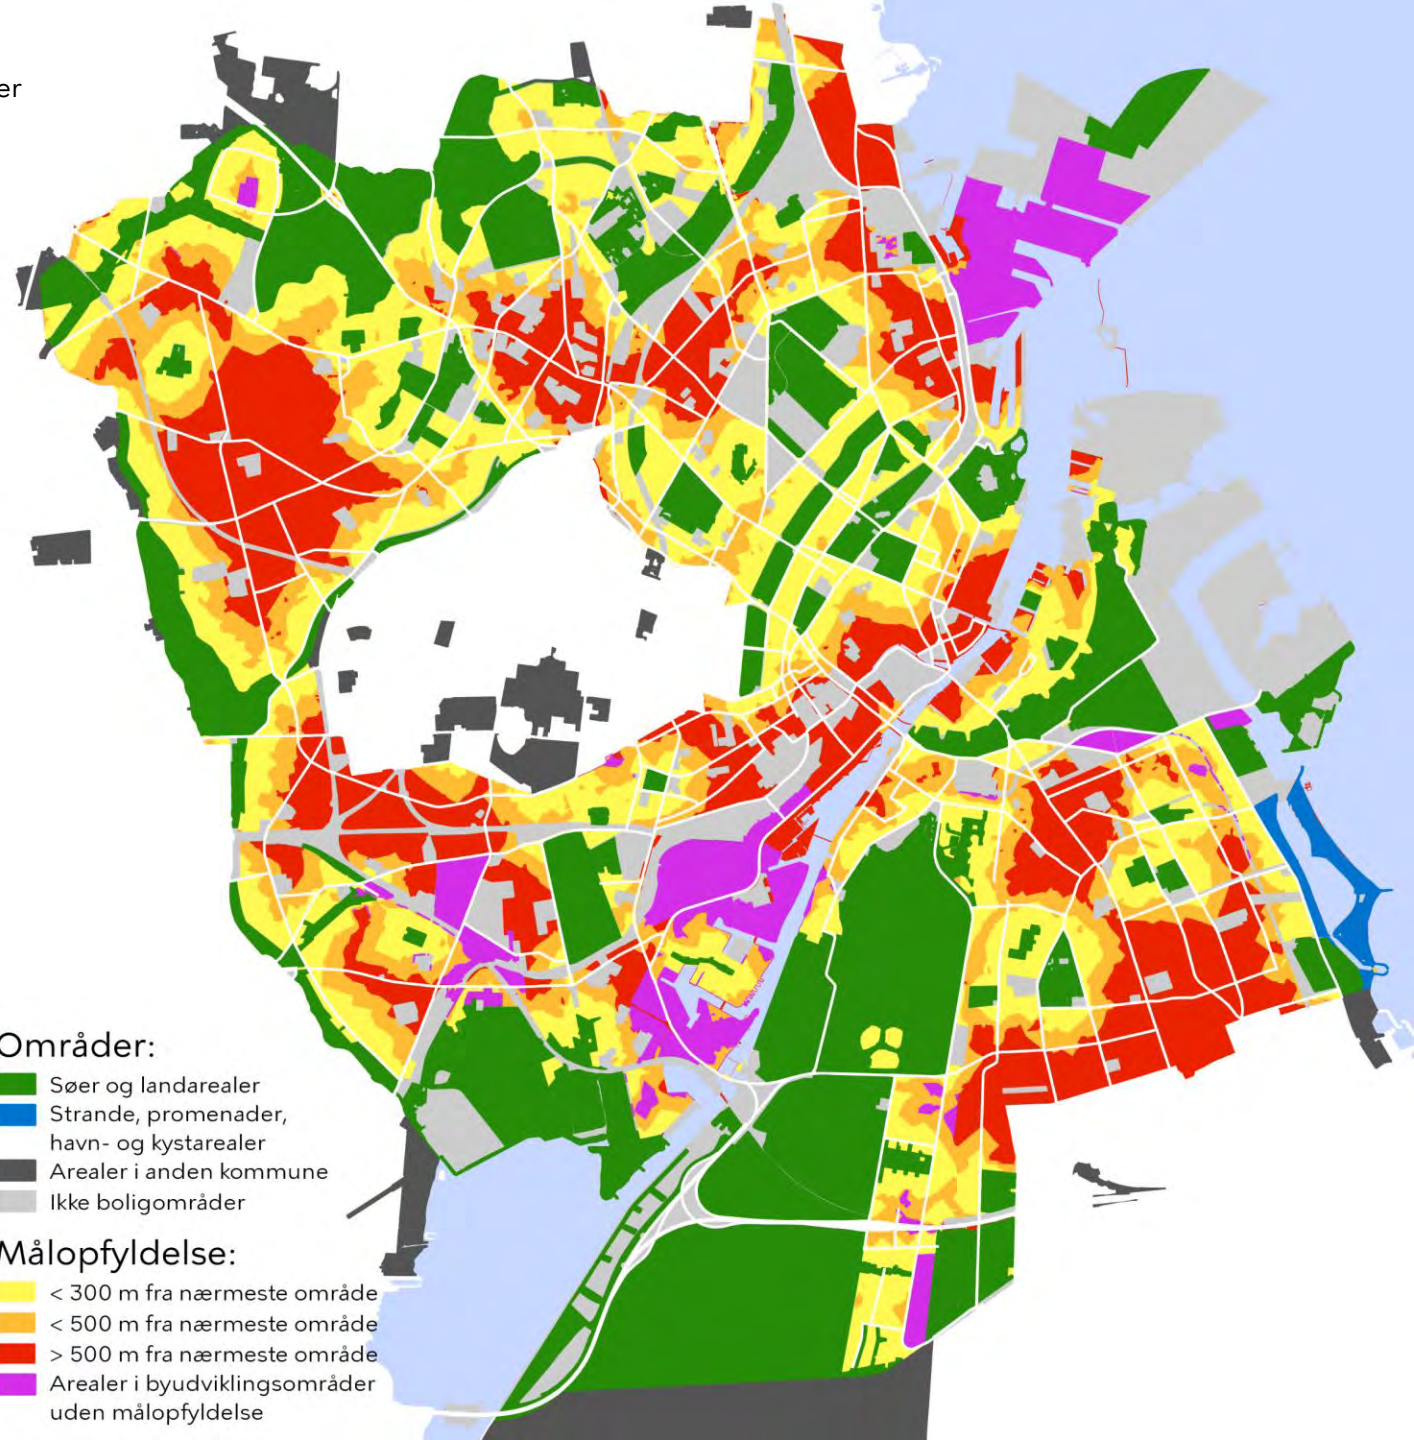 er
Områder:
Søer og landarealer
Strande, promenader,
havn- og kystarealer
Arealer i anden kommune
Ikke boligområder
Målopfyldelse:
< 300 m fra nærmeste område
< 500 m fra nærmeste område
> 500 m fra nærmeste område
Arealer i byudviklingsområder
uden målopfyldelse